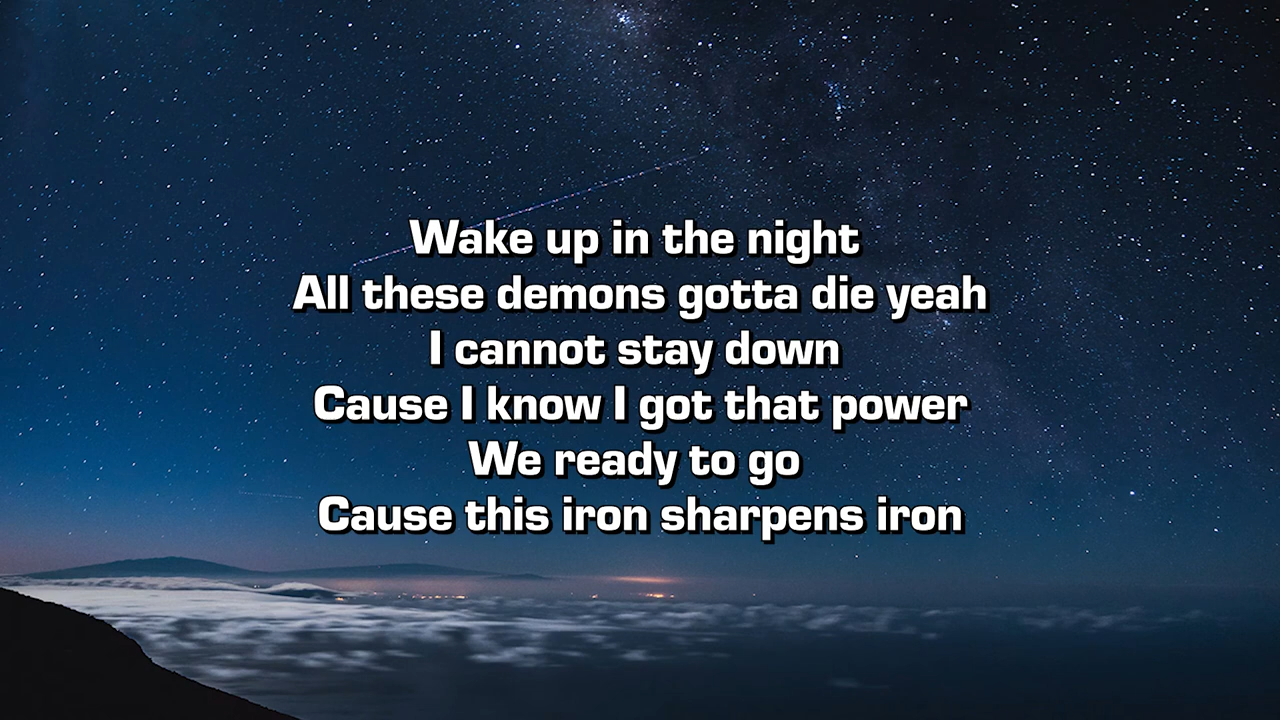 Wake up in the night
All these demons gotta die yeah
I cannot stay down
Cause I know I got that power
We ready to go
Cause this iron sharpens iron